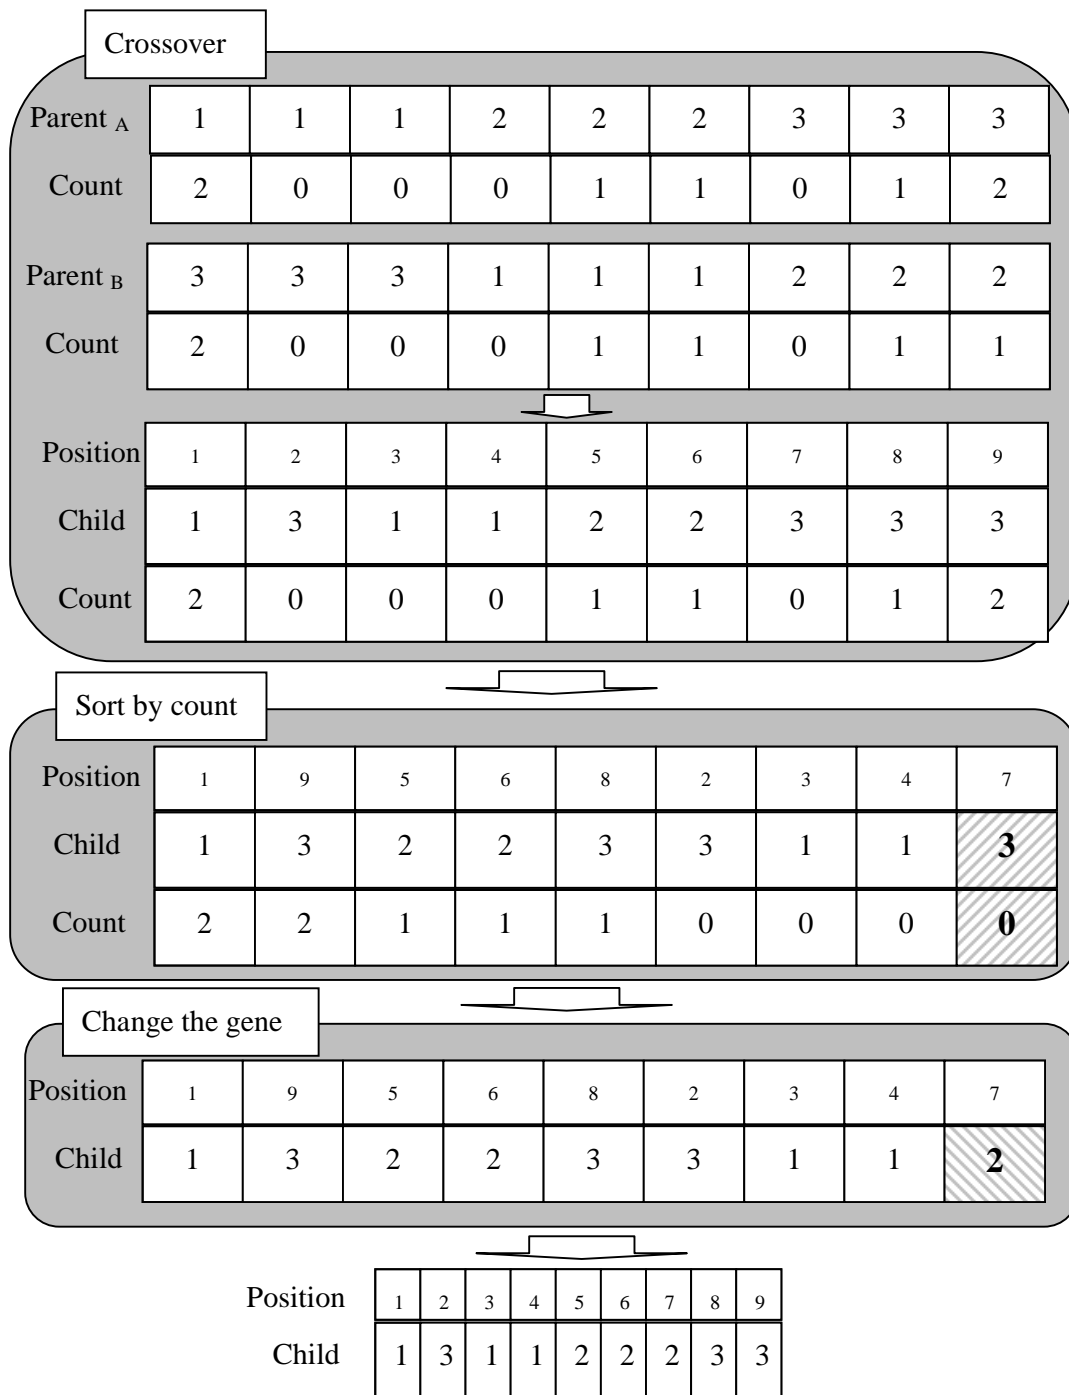 Crossover
Parent A 1 1 1 2 2 2 3 3 3
Count 2 0 0 0 1 1 0 1 2
Parent B 3 3 3 1 1 1 2 2 2
Count 2 0 0 0 1 1 0 1 1
Position 1 2 3 4 5 6 7 8 9
Child 1 3 1 1 2 2 3 3 3
Count 2 0 0 0 1 1 0 1 2
Sort by count
Position 1 9 5 6 8 2 3 4 7
Child 1 3 2 2 3 3 1 1 3
Count 2 2 1 1 1 0 0 0 0
Change the gene
Position 1 9 5 6 8 2 3 4 7
Child 1 3 2 2 3 3 1 1 2
Position 1 2 3 4 5 6 7 8 9
Child 1 3 1 1 2 2 2 3 3